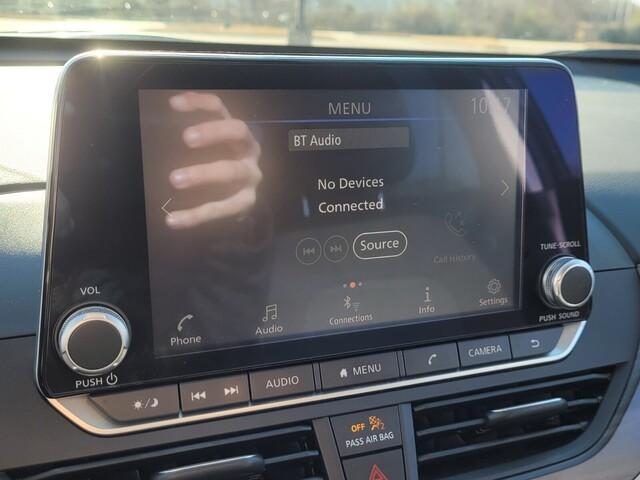 MENU
BT Audio
No Devices
Connected
Source
Call History
Phone
Audio
Connections
Info
Settings
VOL
PUSH
TUNE·SCROLL
PUSH SOUND
AUDIO
MENU
CAMERA
OFF 2
PASS AIR BAG